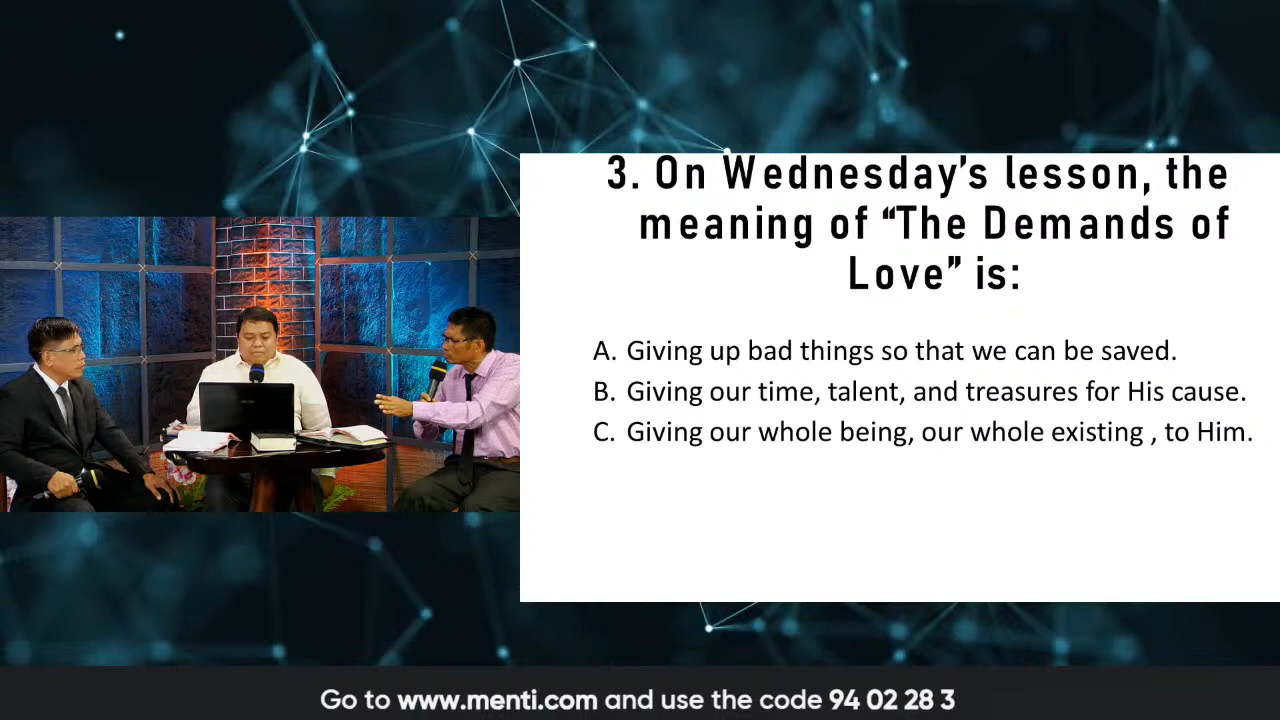 3. On Wednesday's lesson, the
meaning of “The Demands of
Love” is:
A. Giving up bad things so that we can be saved.
B. Giving our time, talent, and treasures for His cause.
C. Giving our whole being, our whole existing , to Him.
Go to www.menti.com and use the code 94 02 28 3